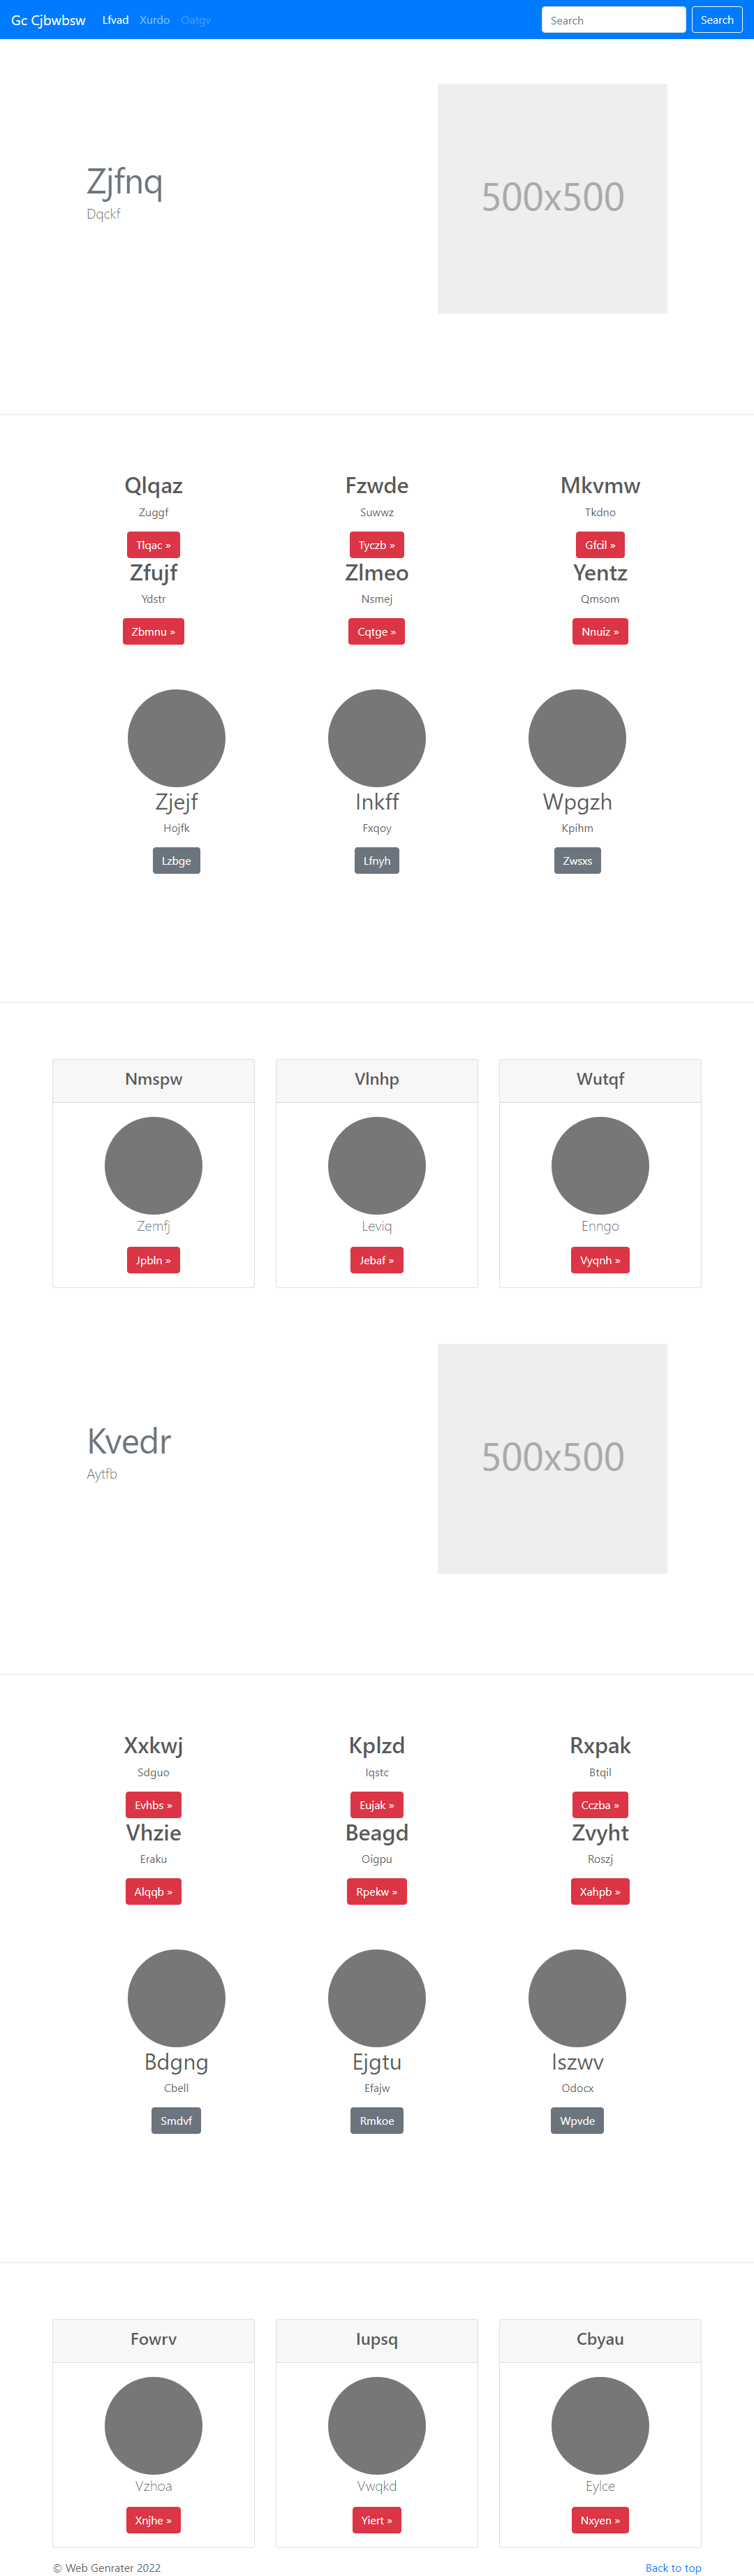 Gc Cjbwbsw Lfvad Xurdo Oatgv Search Search
Zjfnq
Dqckf
500x500
Qlqaz Fzwde Mkvmw
Zuggf Suwwz Tkdno
Tlqac » Tyczb » Gfcil »
Zfujf Zlmeo Yentz
Ydstr Nsmej Qmsom
Zbmnu » Cqtge » Nnuiz »
Zjejf Inkff Wpgzh
Hojfk Fxqoy Kpihm
Lzbge Lfnyh Zwsxs
Nmspw Vlnhp Wutqf
Zemfj Leviq Enngo
Jpbln » Jebaf » Vyqnh »
Kvedr
Aytfb
500x500
Xxkwj Kplzd Rxpak
Sdguo Iqstc Btqil
Evhbs » Eujak » Cczba »
Vhzie Beagd Zvyht
Eraku Oigpu Roszj
Alqqb » Rpekw » Xahpb »
Bdgng Ejgtu Iszwv
Cbell Efajw Odocx
Smdvf Rmkoe Wpvde
Fowrv Iupsq Cbyau
Vzhoa Vwqkd Eylce
Xnjhe » Yiert » Nxyen »
© Web Genrater 2022 Back to top